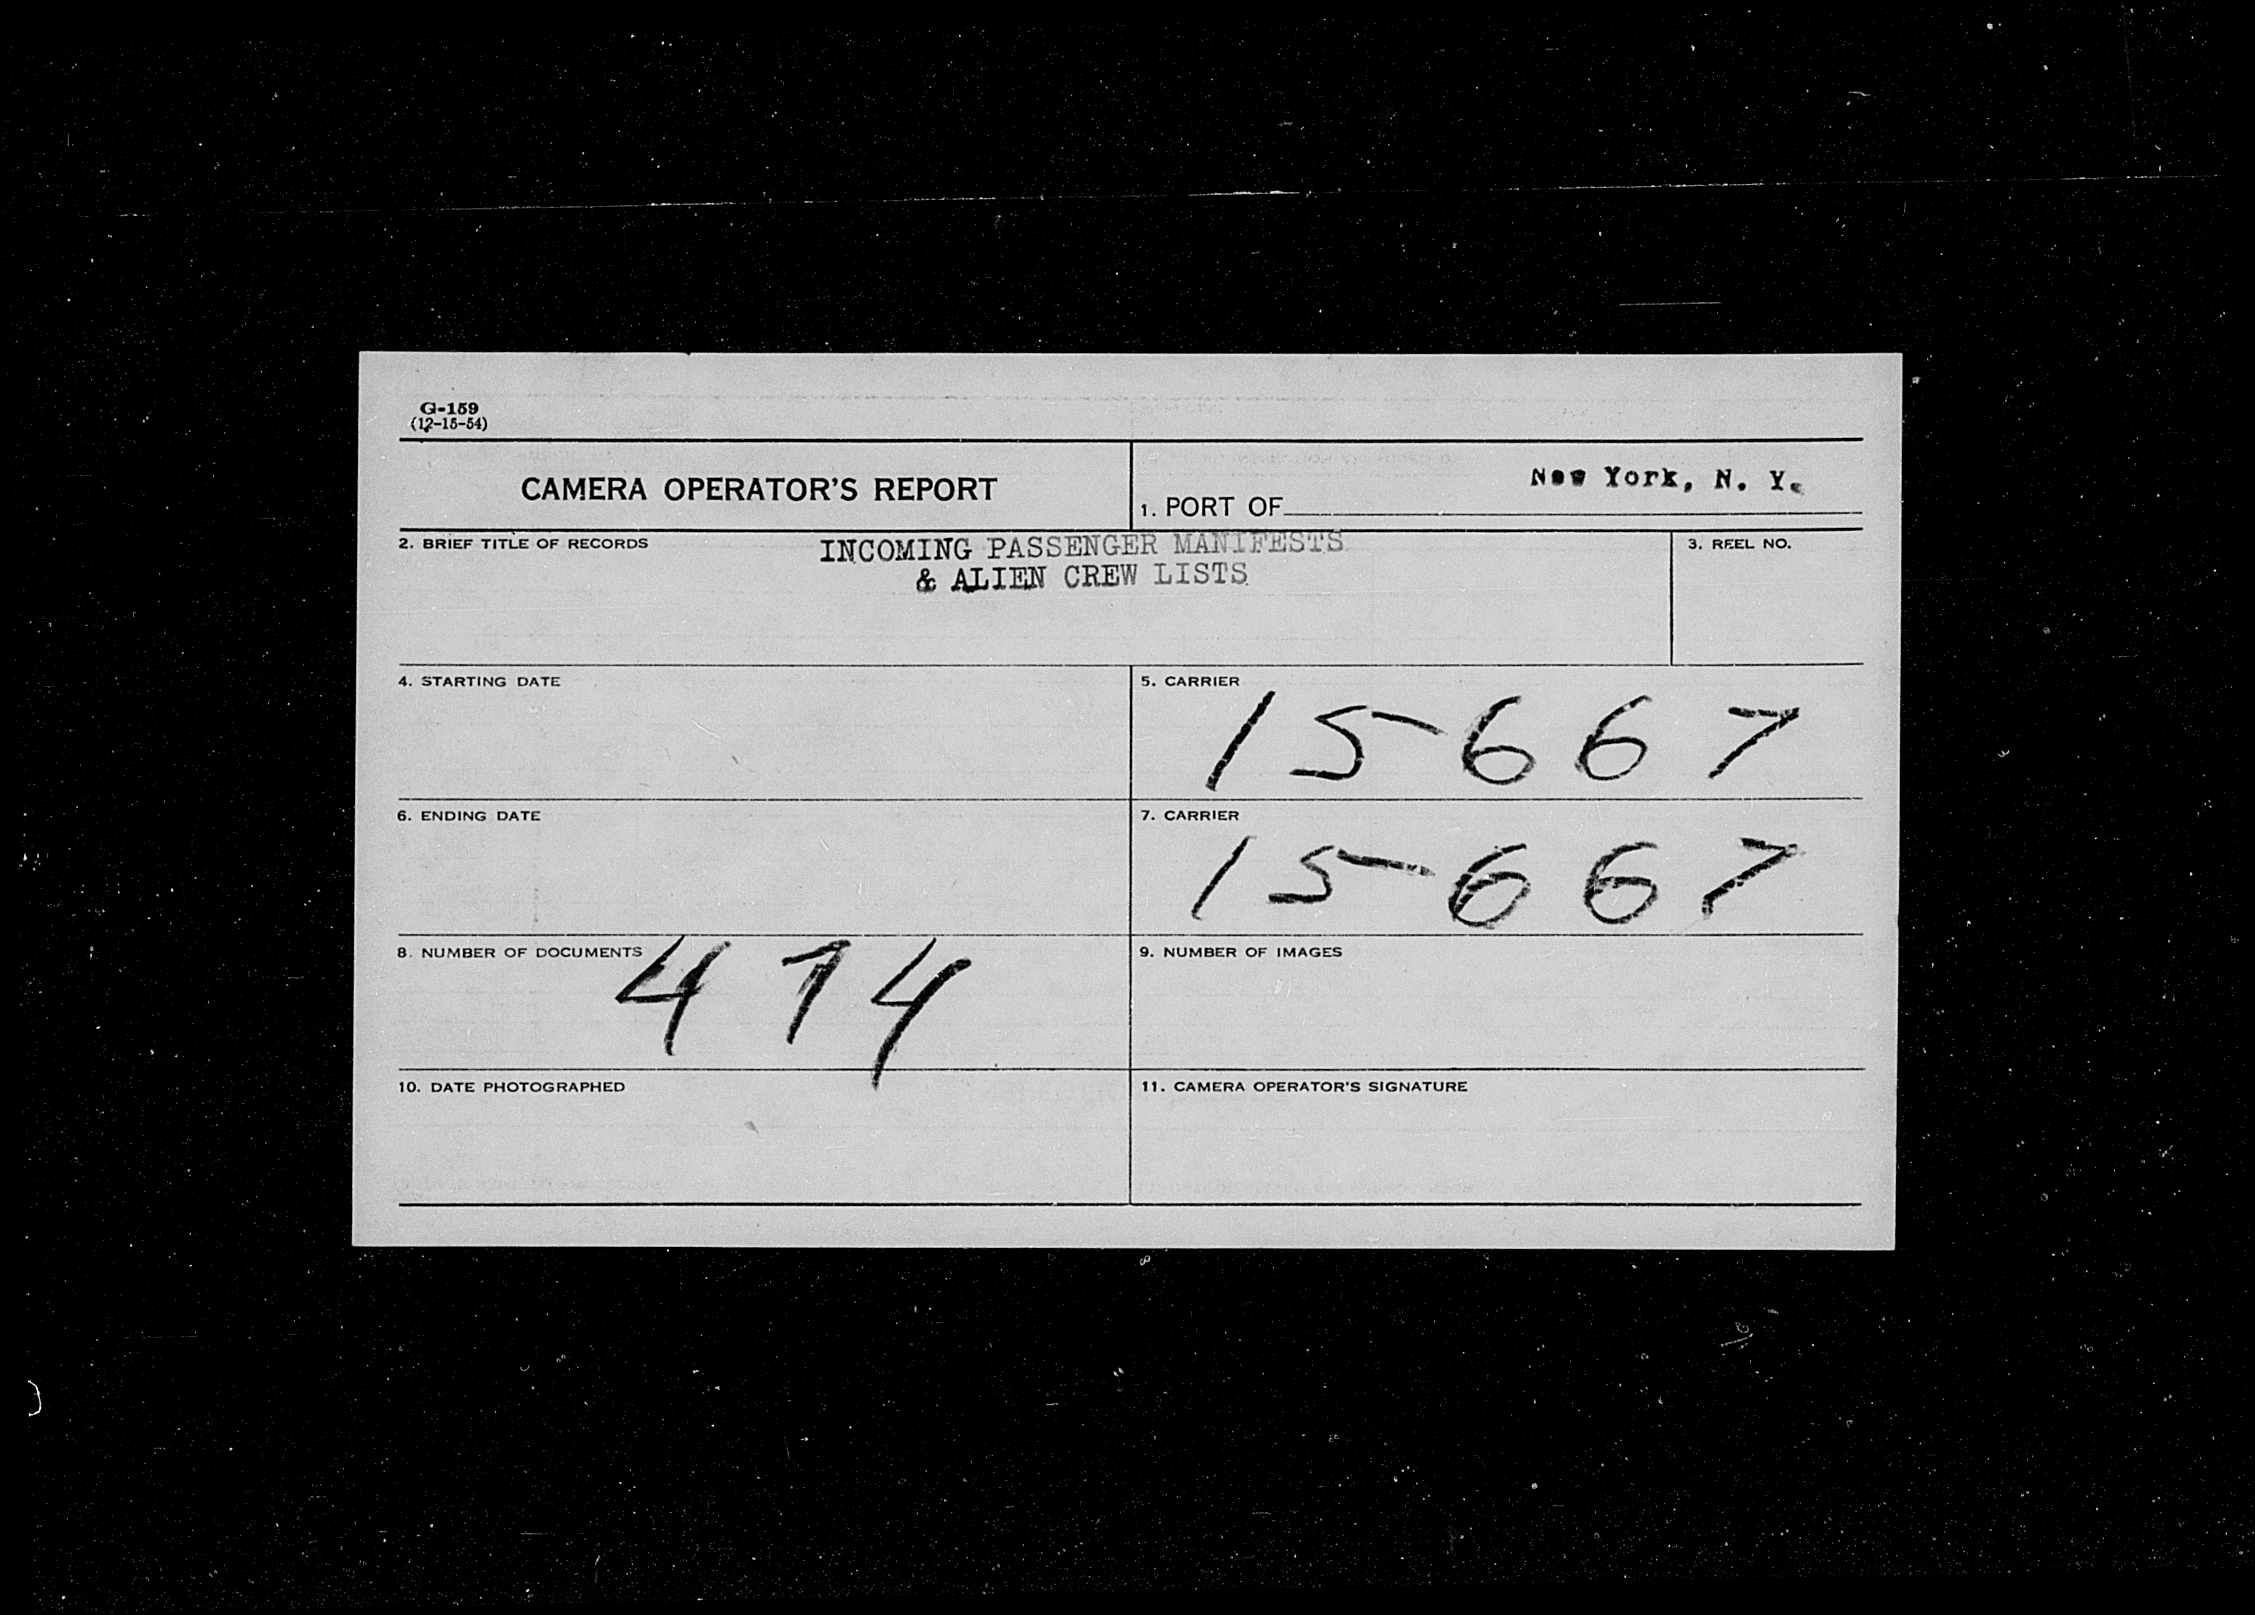 G-159
(12-15-54)
CAMERA OPERATOR'S REPORT
1. PORT OF New York, N. Y.
2. BRIEF TITLE OF RECORDS
INCOMING PASSENGER MANIFESTS
& ALIEN CREW LISTS
3. REEL NO.
4. STARTING DATE
5. CARRIER
15667
6. ENDING DATE
7. CARRIER
15667
8. NUMBER OF DOCUMENTS
474
9. NUMBER OF IMAGES
10. DATE PHOTOGRAPHED
11. CAMERA OPERATOR'S SIGNATURE